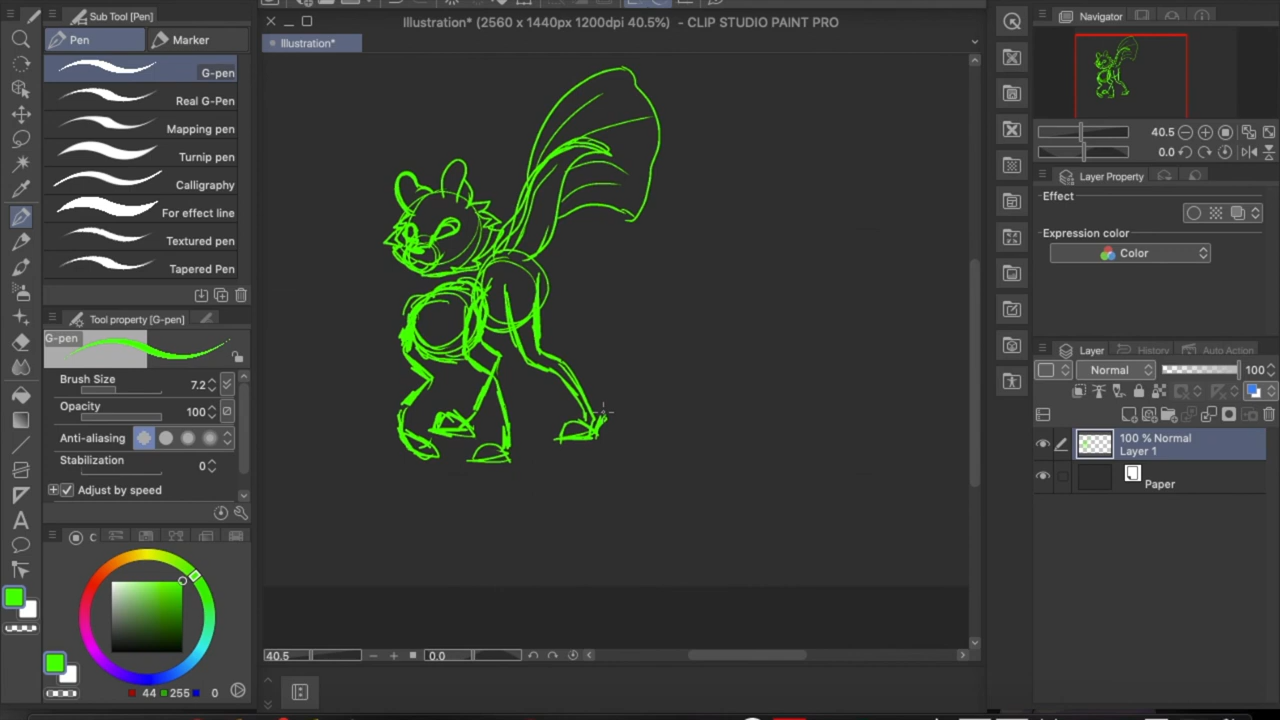 Sub Tool [Pen]
Illustration* (2560 x 1440px 1200dpi 40.5%) - CLIP STUDIO PAINT PRO
Navigator
Pen
Marker
Illustration*
G-pen
Real G-Pen
Mapping pen
Turnip pen
Calligraphy
For effect line
Textured pen
Tapered Pen
40.5
0.0
Layer Property
Effect
Expression color
Color
Tool property [G-pen]
G-pen
Brush Size
7.2
Opacity
100
Anti-aliasing
Stabilization
0
Adjust by speed
Layer
History
Auto Action
Normal
100
100 % Normal
Layer 1
Paper
C
44
255
0
40.5
0.0